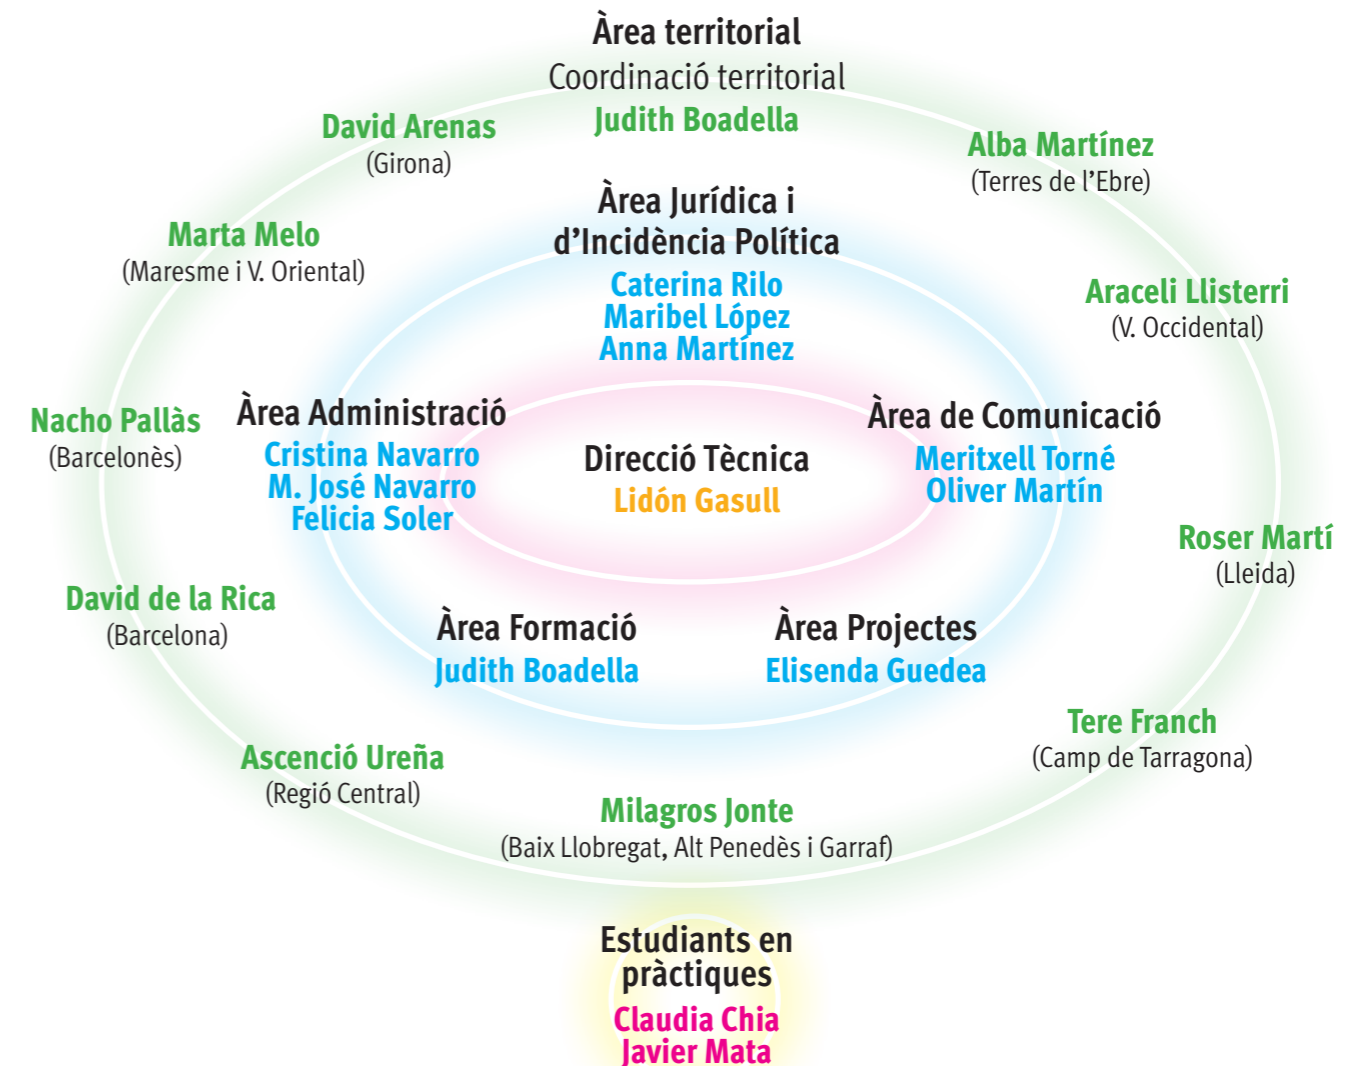 Àrea territorial
Coordinació territorial
Judith Boadella
David Arenas
(Girona)
Alba Martínez
(Terres de l’Ebre)
Marta Melo
(Maresme i V. Oriental)
Àrea Jurídica i
d’Incidència Política
Caterina Rilo
Maribel López
Anna Martínez
Araceli Llisterri
(V. Occidental)
Nacho Pallàs
(Barcelonès)
Àrea Administració
Cristina Navarro
M. José Navarro
Felicia Soler
Direcció Tècnica
Lidón Gasull
Àrea de Comunicació
Meritxell Torné
Oliver Martín
Roser Martí
(Lleida)
David de la Rica
(Barcelona)
Àrea Formació
Judith Boadella
Àrea Projectes
Elisenda Guedea
Tere Franch
(Camp de Tarragona)
Ascenció Ureña
(Regió Central)
Milagros Jonte
(Baix Llobregat, Alt Penedès i Garraf)
Estudiants en
pràctiques
Claudia Chia
Javier Mata